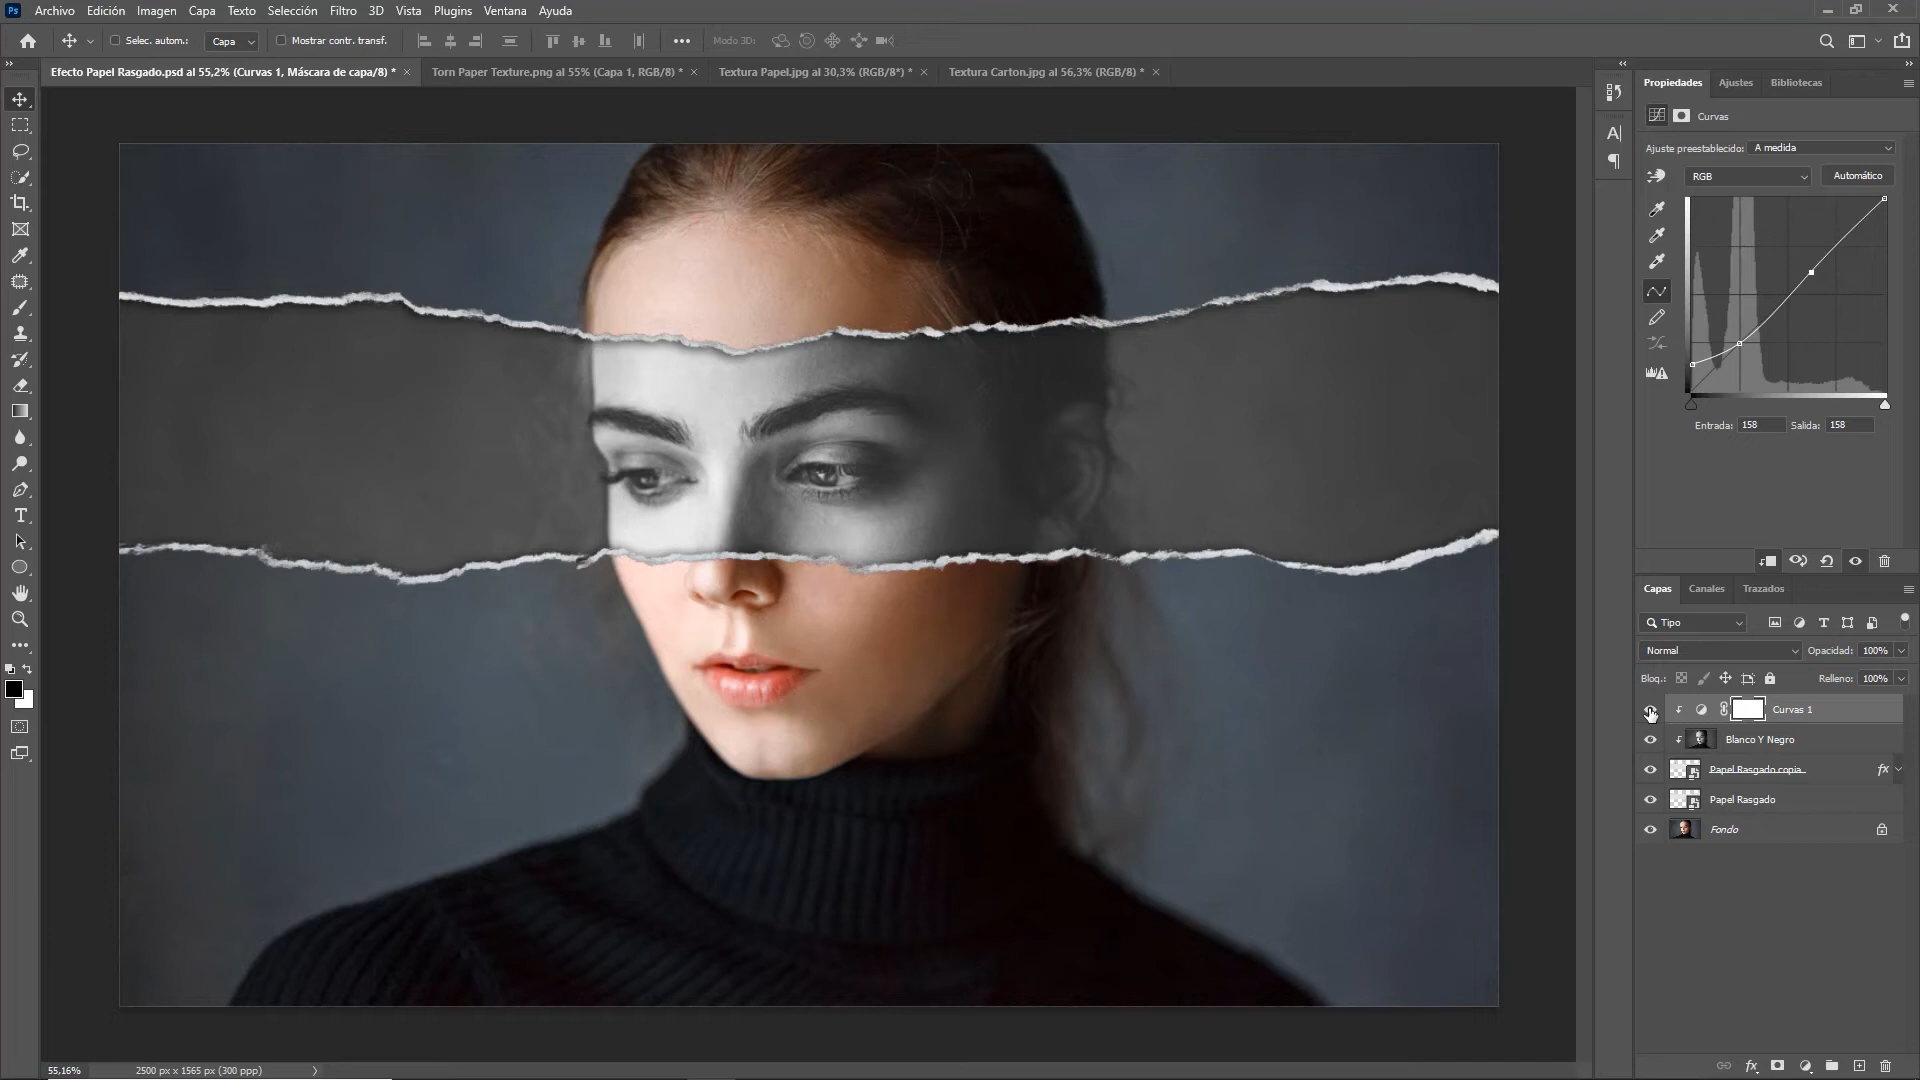 Ps Archivo Edición Imagen Capa Texto Selección Filtro 3D Vista Plugins Ventana Ayuda
Selec. autom.: Capa Mostrar contr. transf. ••• Modo 3D:
Efecto Papel Rasgado.psd al 55,2% (Curvas 1, Máscara de capa/8) * × Torn Paper Texture.png al 55% (Capa 1, RGB/8) * × Textura Papel.jpg al 30,3% (RGB/8*) * × Textura Carton.jpg al 56,3% (RGB/8) * ×
Propiedades Ajustes Bibliotecas
Curvas
Ajuste preestablecido: A medida
RGB Automático
Entrada: 158 Salida: 158
Capas Canales Trazados
Tipo
Normal Opacidad: 100%
Bloq.: Relleno: 100%
Curvas 1
Blanco Y Negro
Papel Rasgado copia fx
Papel Rasgado
Fondo
55,16% 2500 px x 1565 px (300 ppp)
fx